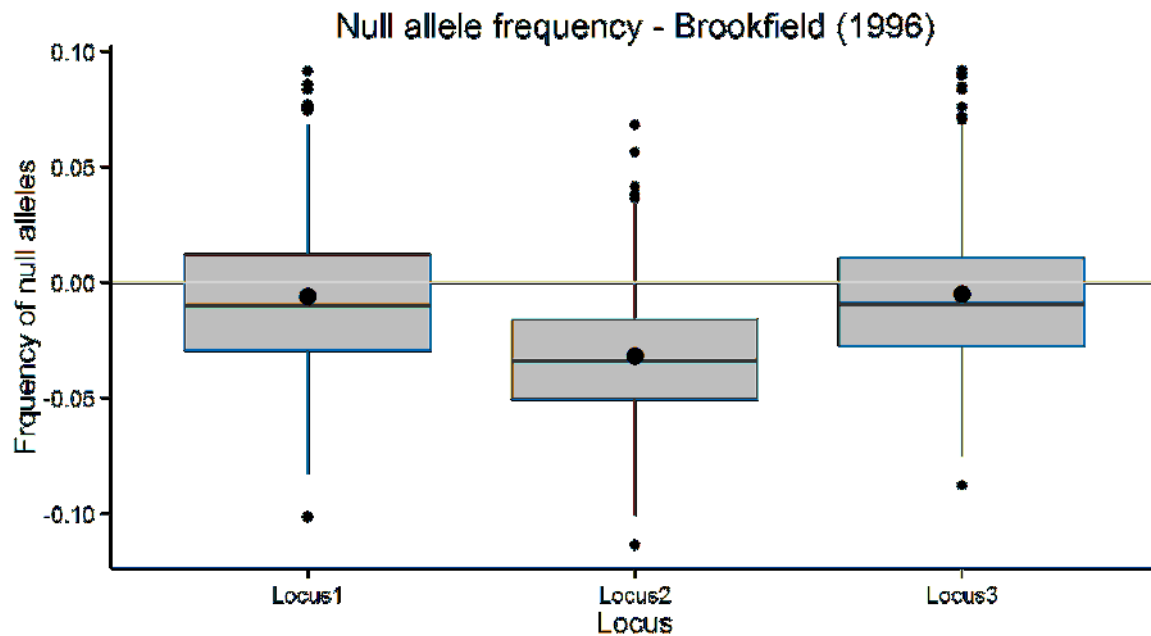 Null allele frequency - Brookfield (1996)
0.10
0.05
0.00
-0.05
-0.10
Frquency of null alleles
Locus1
Locus2
Locus3
Locus